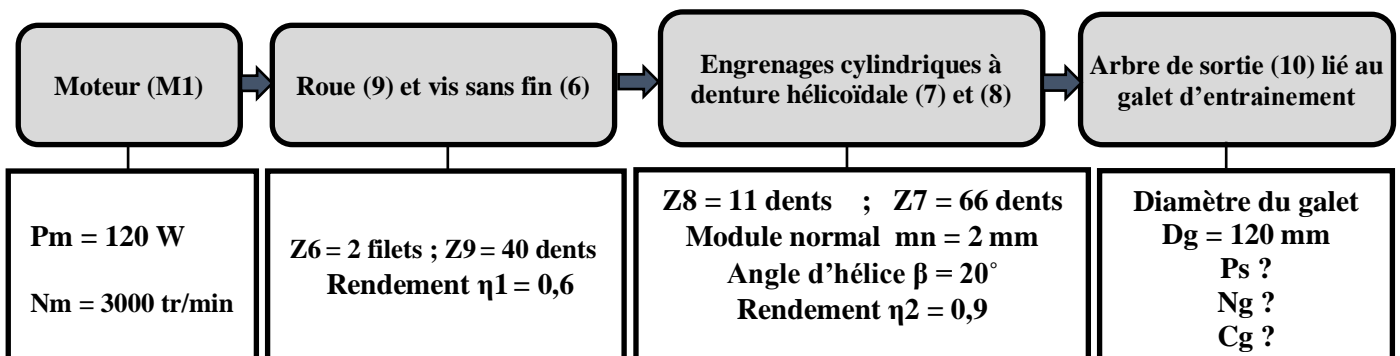 Moteur (M1)
Roue (9) et vis sans fin (6)
Engrenages cylindriques à
denture hélicoïdale (7) et (8)
Arbre de sortie (10) lié au
galet d’entrainement
Pm = 120 W
Nm = 3000 tr/min
Z6 = 2 filets ; Z9 = 40 dents
Rendement η1 = 0,6
Z8 = 11 dents ; Z7 = 66 dents
Module normal mn = 2 mm
Angle d’hélice β = 20°
Rendement η2 = 0,9
Diamètre du galet
Dg = 120 mm
Ps ?
Ng ?
Cg ?